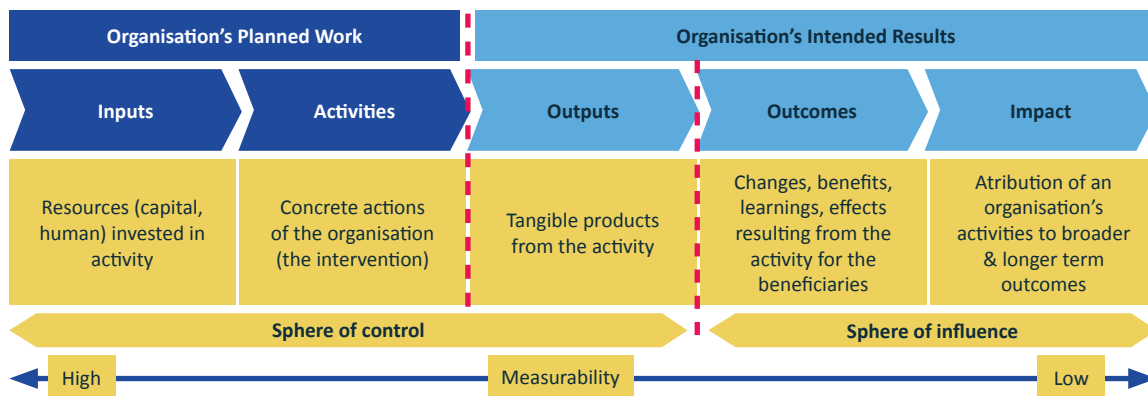 Organisation's Planned Work
Organisation's Intended Results
Inputs
Activities
Outputs
Outcomes
Impact
Resources (capital,
human) invested in
activity
Concrete actions
of the organisation
(the intervention)
Tangible products
from the activity
Changes, benefits,
learnings, effects
resulting from the
activity for the
beneficiaries
Atribution of an
organisation's
activities to broader
& longer term
outcomes
Sphere of control
Sphere of influence
High
Measurability
Low